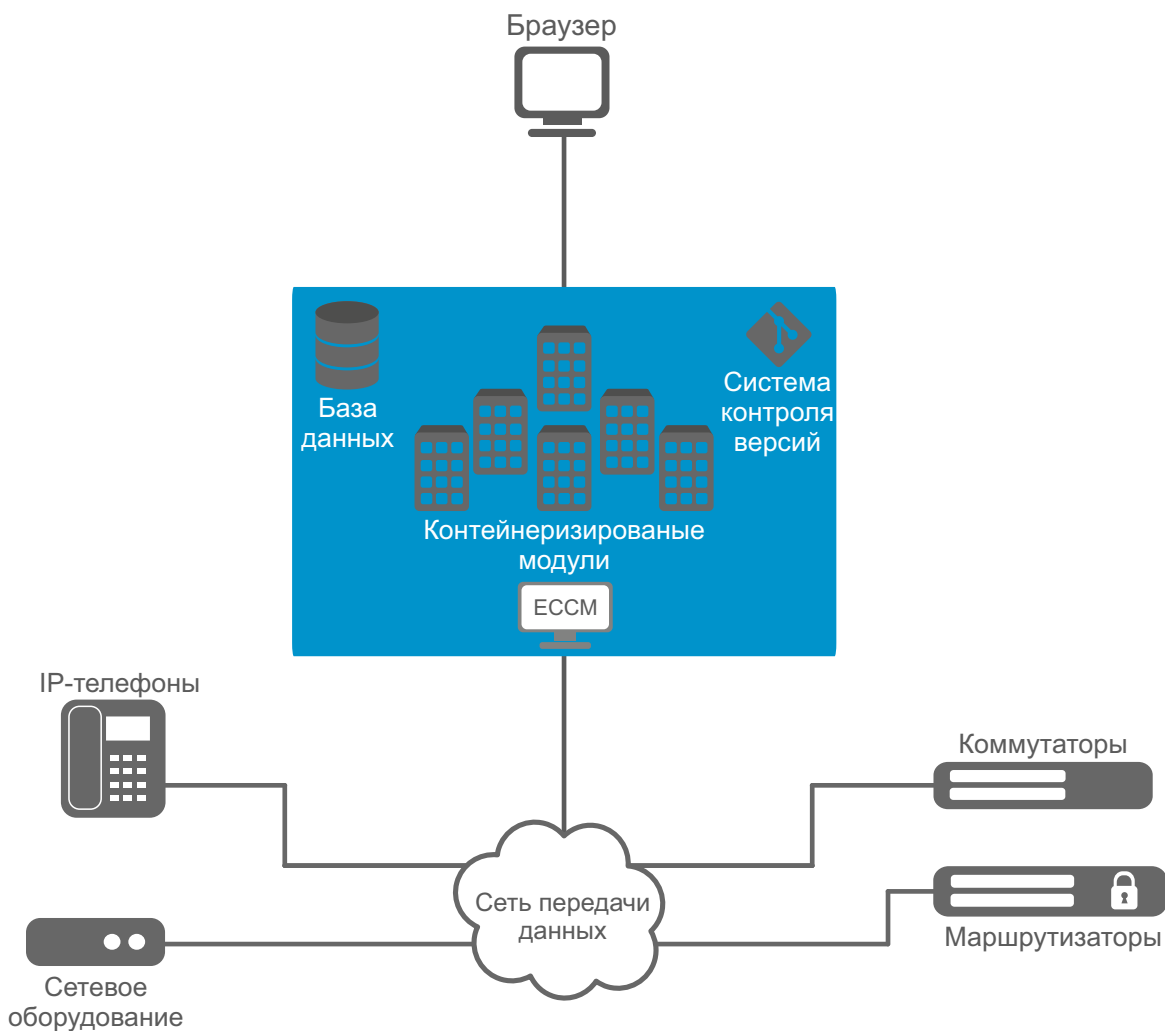 Браузер
База
данных
Система
контроля
версий
Контейнеризированые
модули
ECCM
IP-телефоны
Коммутаторы
Сеть передачи
данных
Маршрутизаторы
Сетевое
оборудование